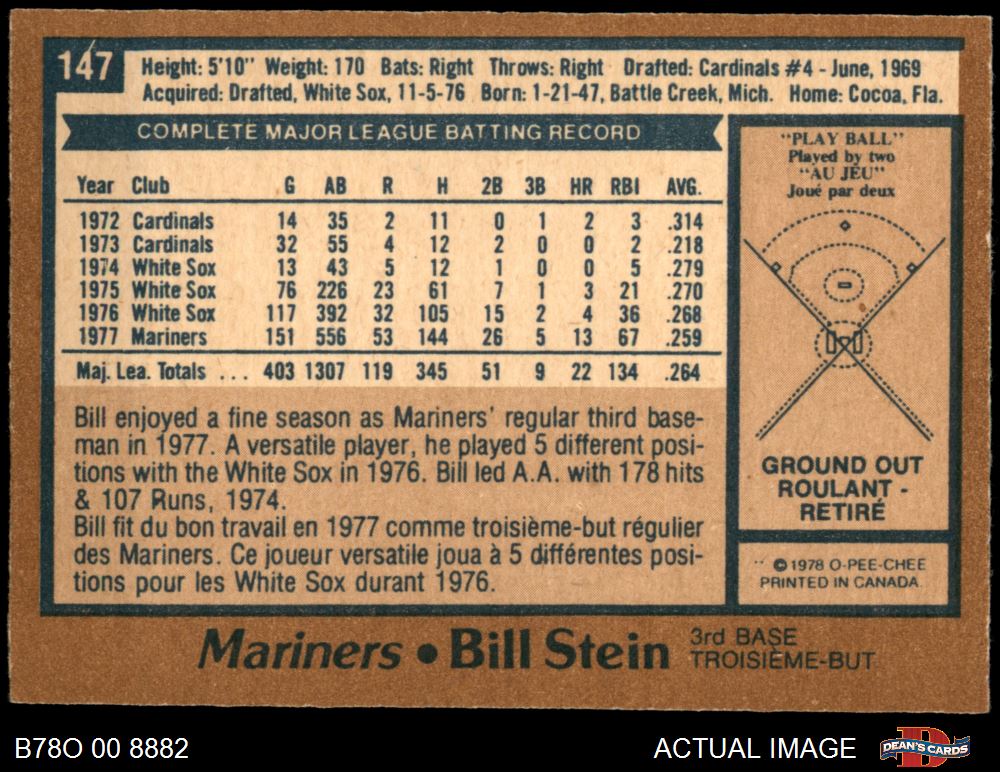 147
Height: 5'10" Weight: 170 Bats: Right Throws: Right Drafted: Cardinals #4 - June, 1969
Acquired: Drafted, White Sox, 11-5-76 Born: 1-21-47, Battle Creek, Mich. Home: Cocoa, Fla.
COMPLETE MAJOR LEAGUE BATTING RECORD
Year Club G AB R H 2B 3B HR RBI AVG.
1972 Cardinals 14 35 2 11 0 1 2 3 .314
1973 Cardinals 32 55 4 12 2 0 0 2 .218
1974 White Sox 13 43 5 12 1 0 0 5 .279
1975 White Sox 76 226 23 61 7 1 3 21 .270
1976 White Sox 117 392 32 105 15 2 4 36 .268
1977 Mariners 151 556 53 144 26 5 13 67 .259
Maj. Lea. Totals ... 403 1307 119 345 51 9 22 134 .264
Bill enjoyed a fine season as Mariners' regular third base-
man in 1977. A versatile player, he played 5 different posi-
tions with the White Sox in 1976. Bill led A.A. with 178 hits
& 107 Runs, 1974.
Bill fit du bon travail en 1977 comme troisième-but régulier
des Mariners. Ce joueur versatile joua à 5 différentes posi-
tions pour les White Sox durant 1976.
"PLAY BALL"
Played by two
"AU JEU"
Joué par deux
GROUND OUT
ROULANT -
RETIRÉ
© 1978 O-PEE-CHEE
PRINTED IN CANADA.
Mariners • Bill Stein
3rd BASE
TROISIÈME-BUT
B78O 00 8882
ACTUAL IMAGE
DEAN'S CARDS